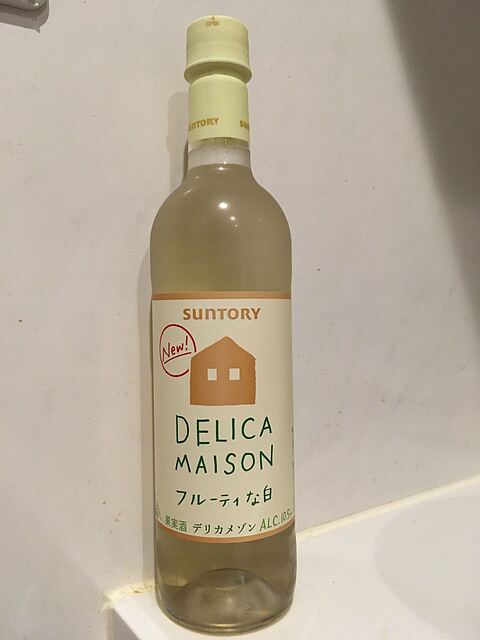 SUNTORY
SUNTORY
New!
DELICA
MAISON
フルーティな白
果実酒 デリカメゾン ALC.10.5%